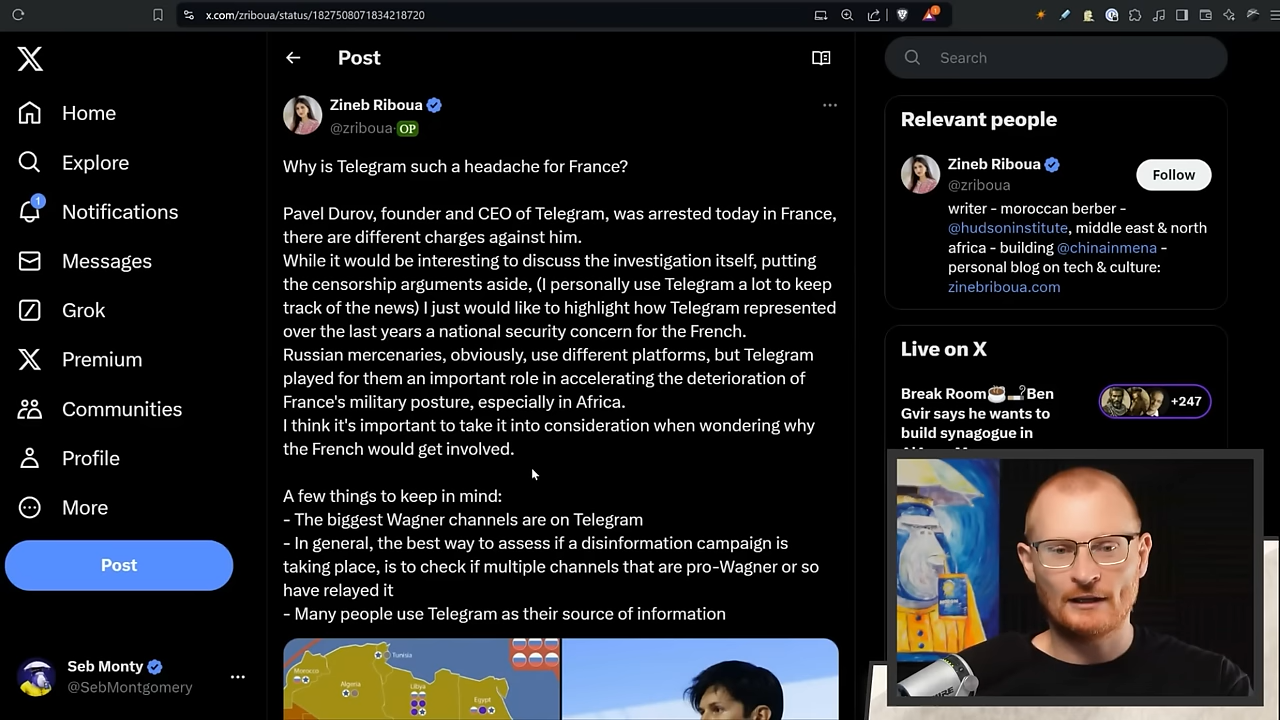 x.com/zriboua/status/1827508071834218720
Home
Explore
1
Notifications
Messages
Grok
Premium
Communities
Profile
More
Post
Seb Monty
@SebMontgomery
Post
Zineb Riboua
@zriboua· OP
Why is Telegram such a headache for France?
Pavel Durov, founder and CEO of Telegram, was arrested today in France,
there are different charges against him.
While it would be interesting to discuss the investigation itself, putting
the censorship arguments aside, (I personally use Telegram a lot to keep
track of the news) I just would like to highlight how Telegram represented
over the last years a national security concern for the French.
Russian mercenaries, obviously, use different platforms, but Telegram
played for them an important role in accelerating the deterioration of
France's military posture, especially in Africa.
I think it's important to take it into consideration when wondering why
the French would get involved.
A few things to keep in mind:
- The biggest Wagner channels are on Telegram
- In general, the best way to assess if a disinformation campaign is
taking place, is to check if multiple channels that are pro-Wagner or so
have relayed it
- Many people use Telegram as their source of information
Morocco
Algeria
Tunisia
Libya
Egypt
Search
Relevant people
Zineb Riboua
@zriboua
Follow
writer - moroccan berber -
@hudsoninstitute, middle east & north
africa - building @chinainmena -
personal blog on tech & culture:
zinebriboua.com
Live on X
Break Room☕🚬Ben
Gvir says he wants to
build synagogue in
+247